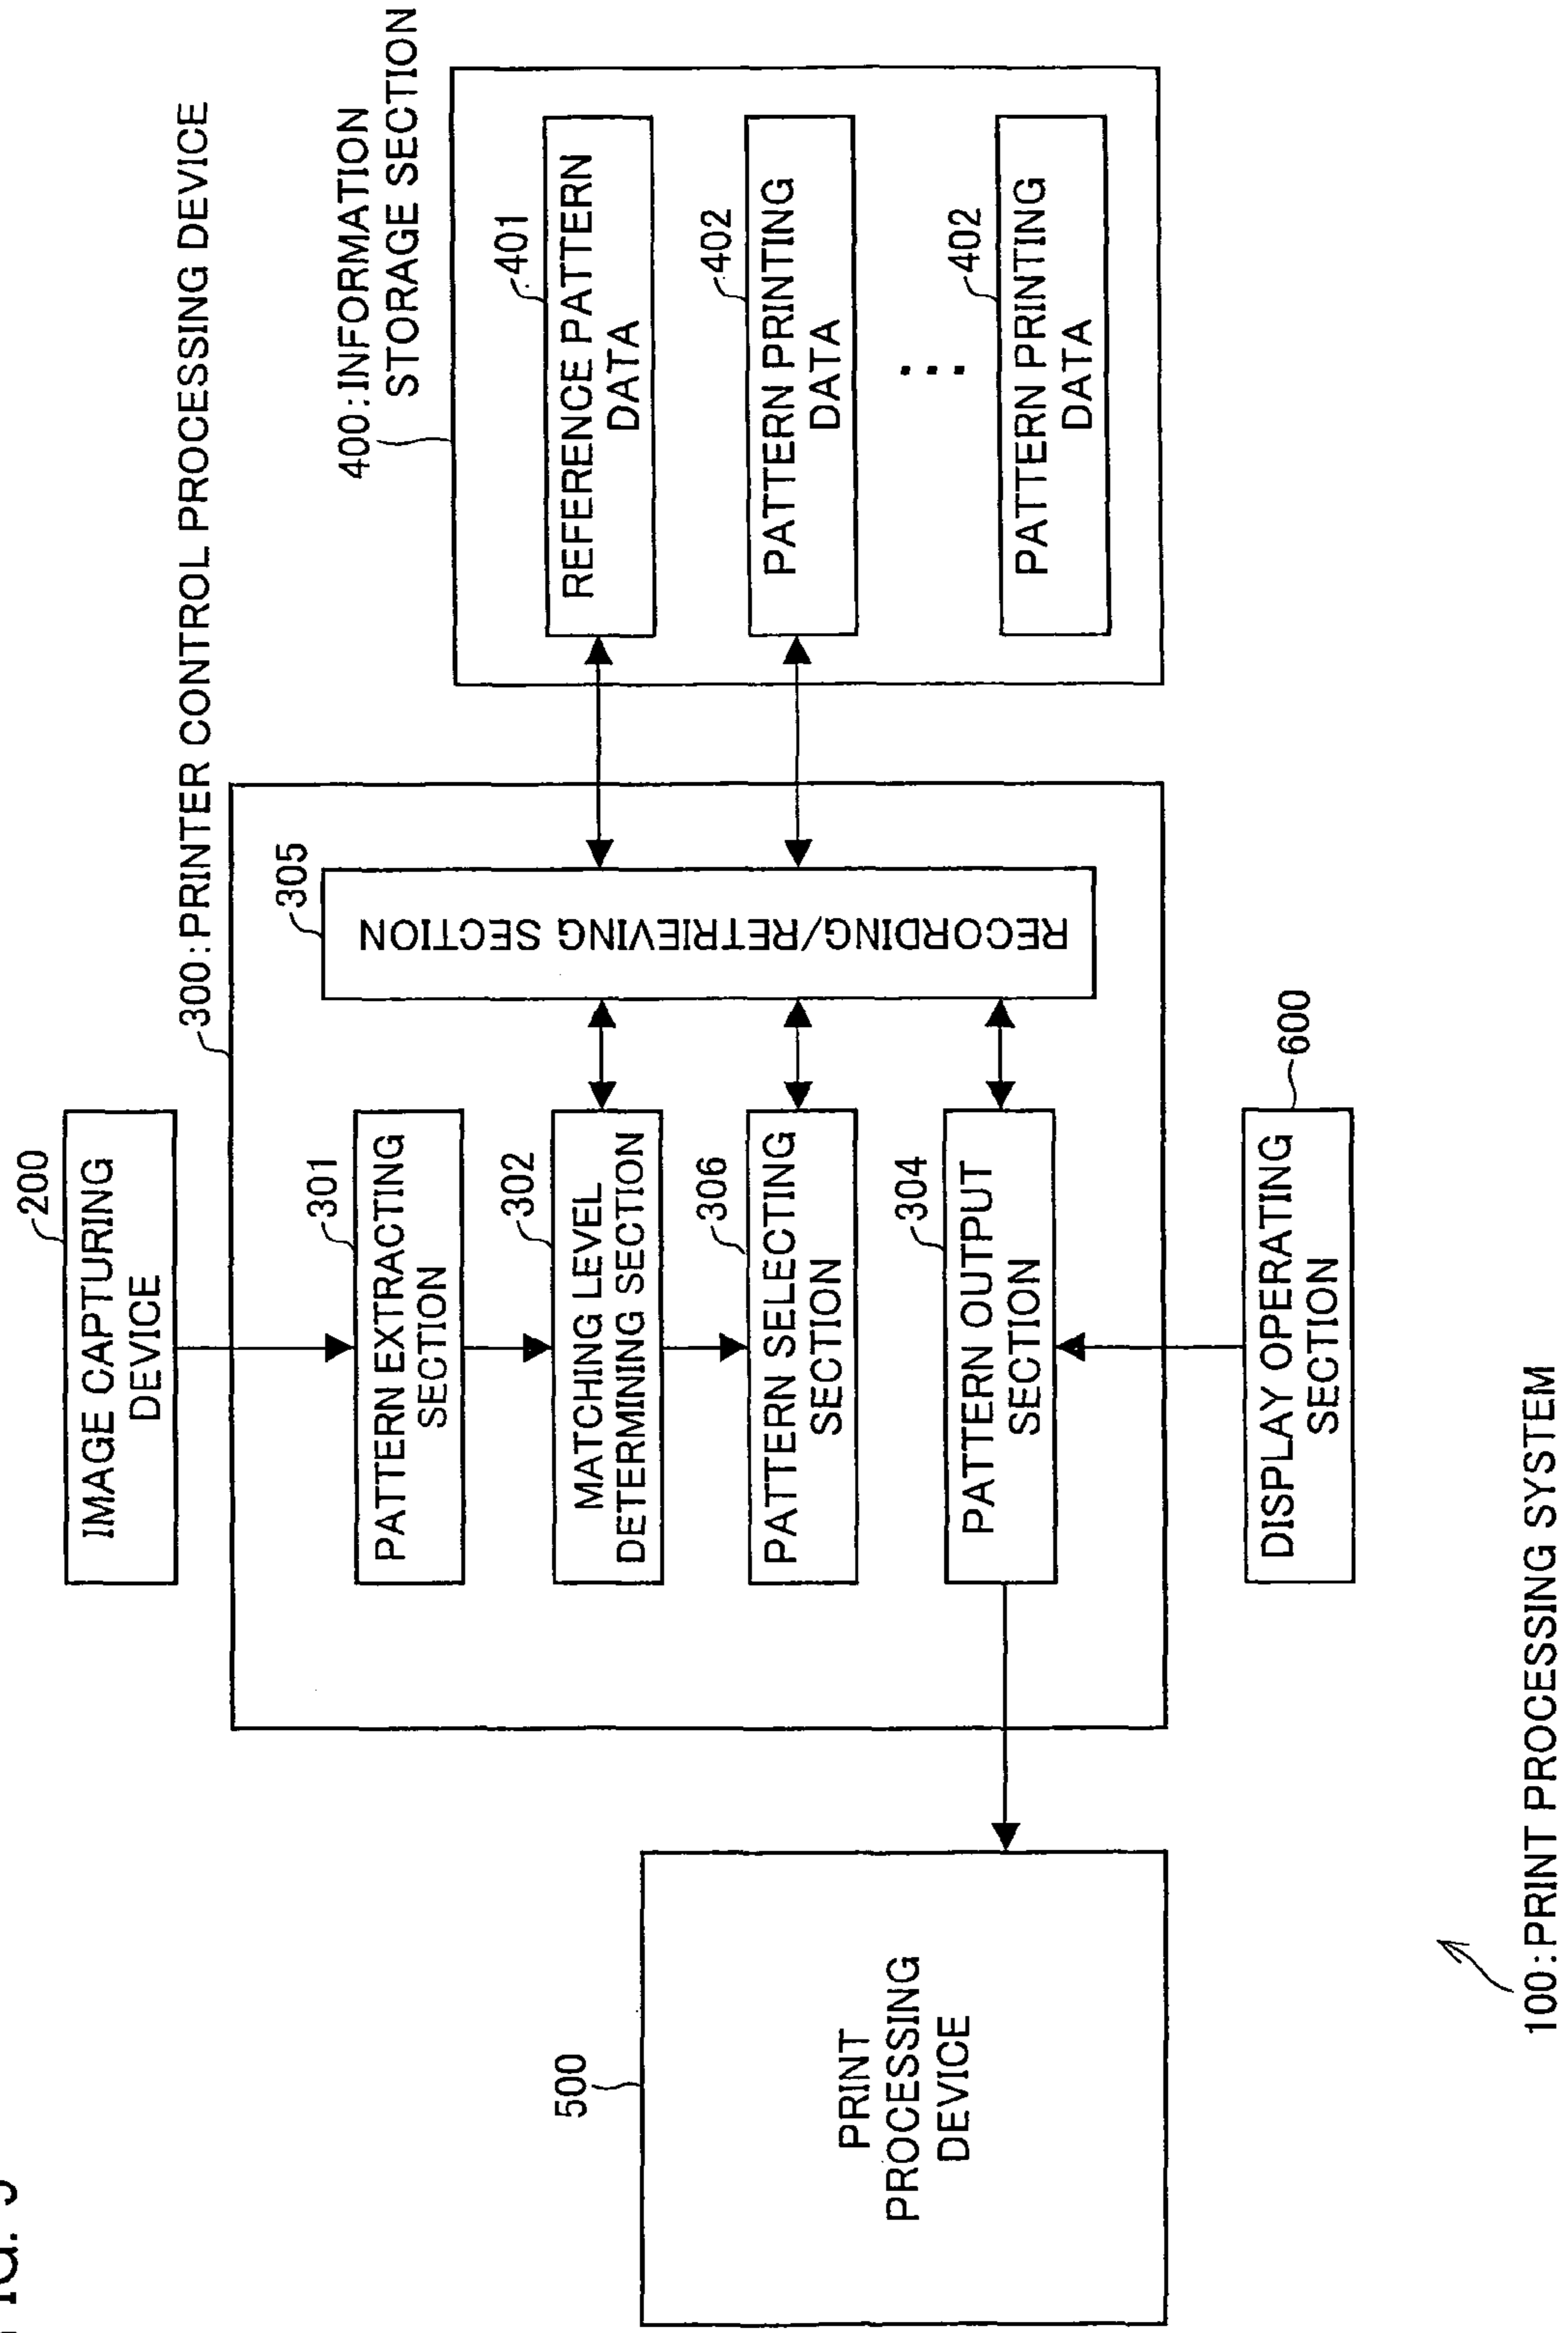 200
IMAGE CAPTURING
DEVICE
300:PRINTER CONTROL PROCESSING DEVICE
301
PATTERN EXTRACTING
SECTION
302
MATCHING LEVEL
DETERMINING SECTION
306
PATTERN SELECTING
SECTION
304
PATTERN OUTPUT
SECTION
305
RECORDING/RETRIEVING SECTION
400:INFORMATION
STORAGE SECTION
401
REFERENCE PATTERN
DATA
402
PATTERN PRINTING
DATA
...
402
PATTERN PRINTING
DATA
500
PRINT
PROCESSING
DEVICE
600
DISPLAY OPERATING
SECTION
100:PRINT PROCESSING SYSTEM